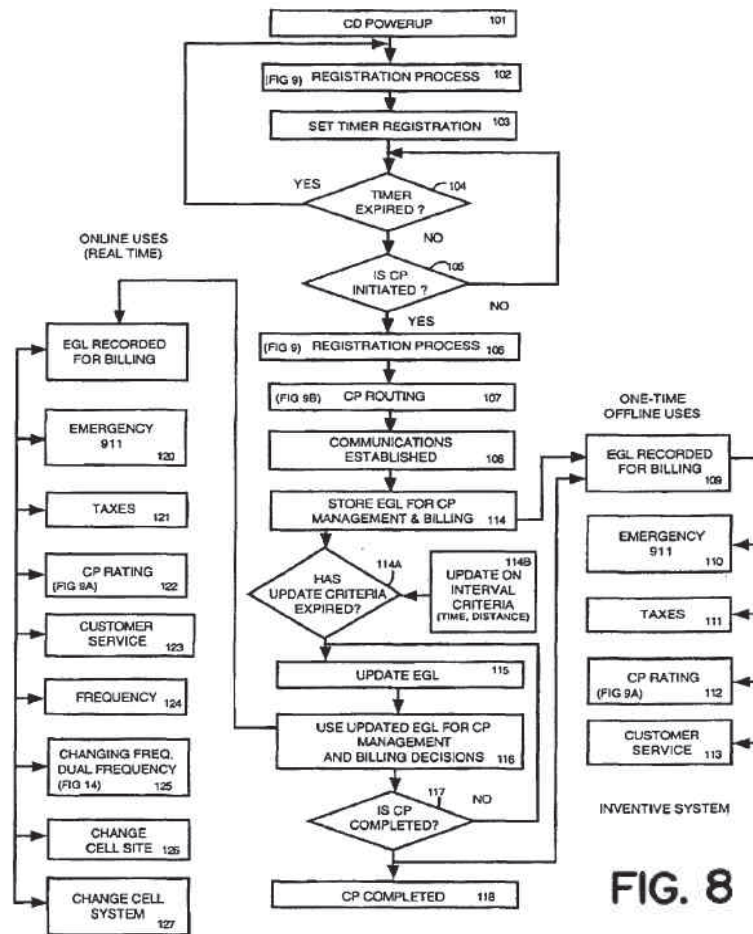 CD POWERUP 101
(FIG 9) REGISTRATION PROCESS 102
SET TIMER REGISTRATION 103
YES
TIMER
EXPIRED ?
104
NO
IS CP
INITIATED ?
105
NO
YES
(FIG 9) REGISTRATION PROCESS
106
(FIG 9B) CP ROUTING 107
COMMUNICATIONS
ESTABLISHED 108
STORE EGL FOR CP
MANAGEMENT & BILLING 114
HAS
UPDATE CRITERIA
EXPIRED?
114A
114B
UPDATE ON
INTERVAL
CRITERIA
(TIME, DISTANCE)
UPDATE EGL 115
USE UPDATED EGL FOR CP
MANAGEMENT
AND BILLING DECISIONS 116
IS CP
COMPLETED?
117
NO
CP COMPLETED 118
ONLINE USES
(REAL TIME)
EGL RECORDED
FOR BILLING
EMERGENCY
911 120
TAXES 121
CP RATING
(FIG 9A) 122
CUSTOMER
SERVICE 123
FREQUENCY
124
CHANGING FREQ.
DUAL FREQUENCY
(FIG 14) 125
CHANGE
CELL SITE 126
CHANGE CELL
SYSTEM 127
ONE-TIME
OFFLINE USES
EGL RECORDED
FOR BILLING
109
EMERGENCY
911 110
TAXES 111
CP RATING
(FIG 9A) 112
CUSTOMER
SERVICE 113
INVENTIVE SYSTEM
FIG. 8